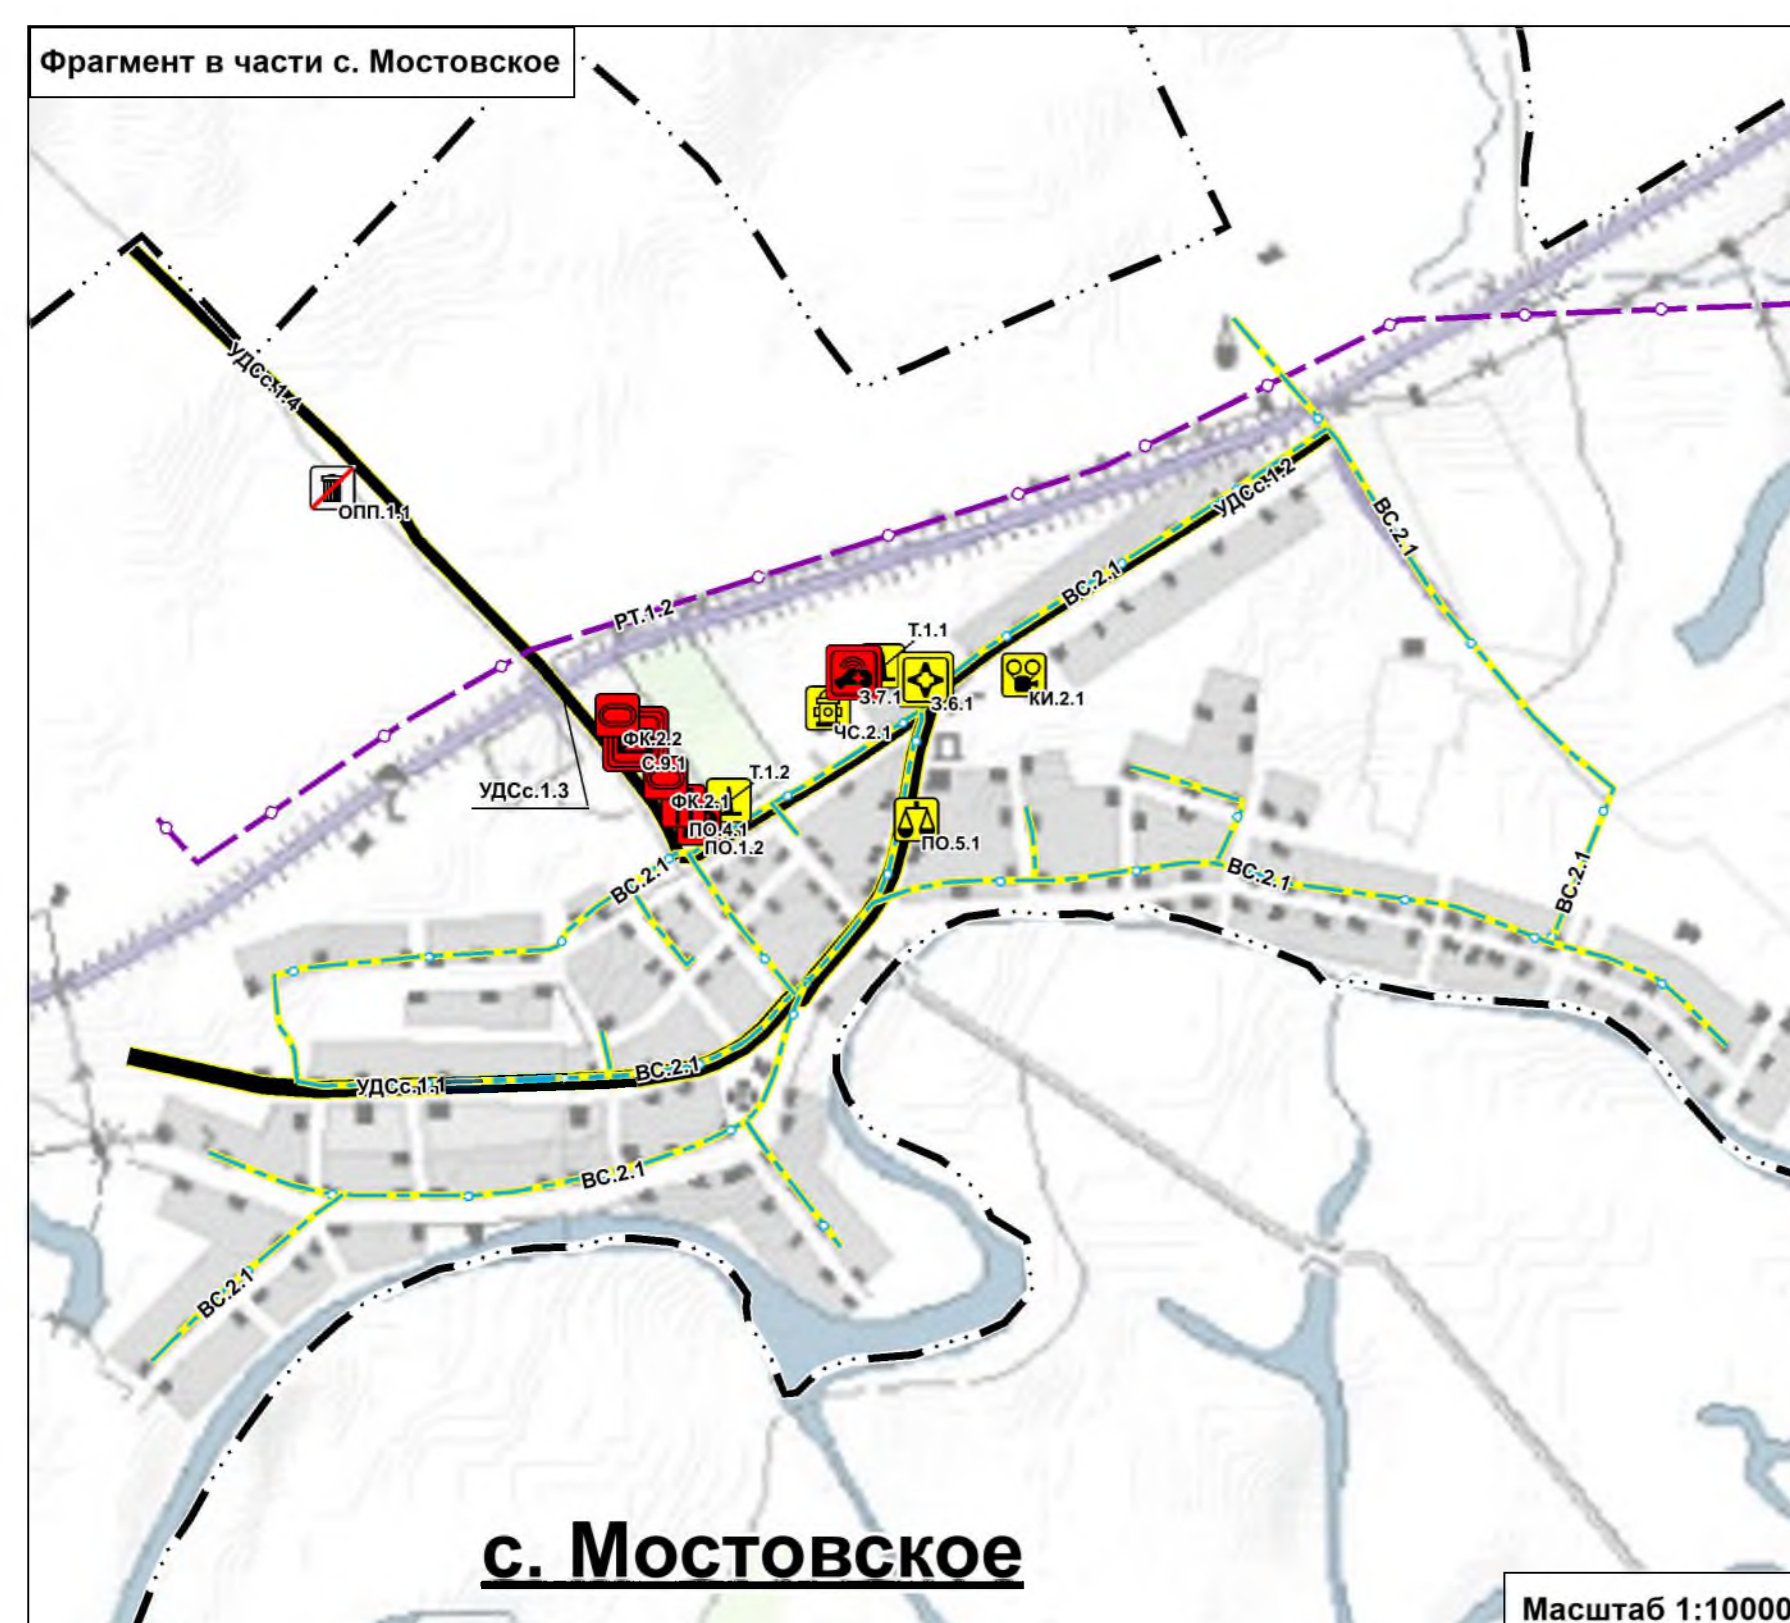 Фрагмент в части с. Мостовское
УДСс.1.4
ОПП.1.1
УДСс.1.2
ВС.2.1
ВС.2.1
РТ.1.2
Т.1.1
З.7.1
З.6.1
КИ.2.1
ЧС.2.1
ФК.2.2
С.9.1
Т.1.2
УДСс.1.3
ФК.2.1
ПО.4.1
ПО.1.2
ПО.5.1
ВС.2.1
ВС.2.1
ВС.2.1
ВС.2.1
УДСс.1.1
ВС.2.1
ВС.2.1
с. Мостовское
Масштаб 1:10000